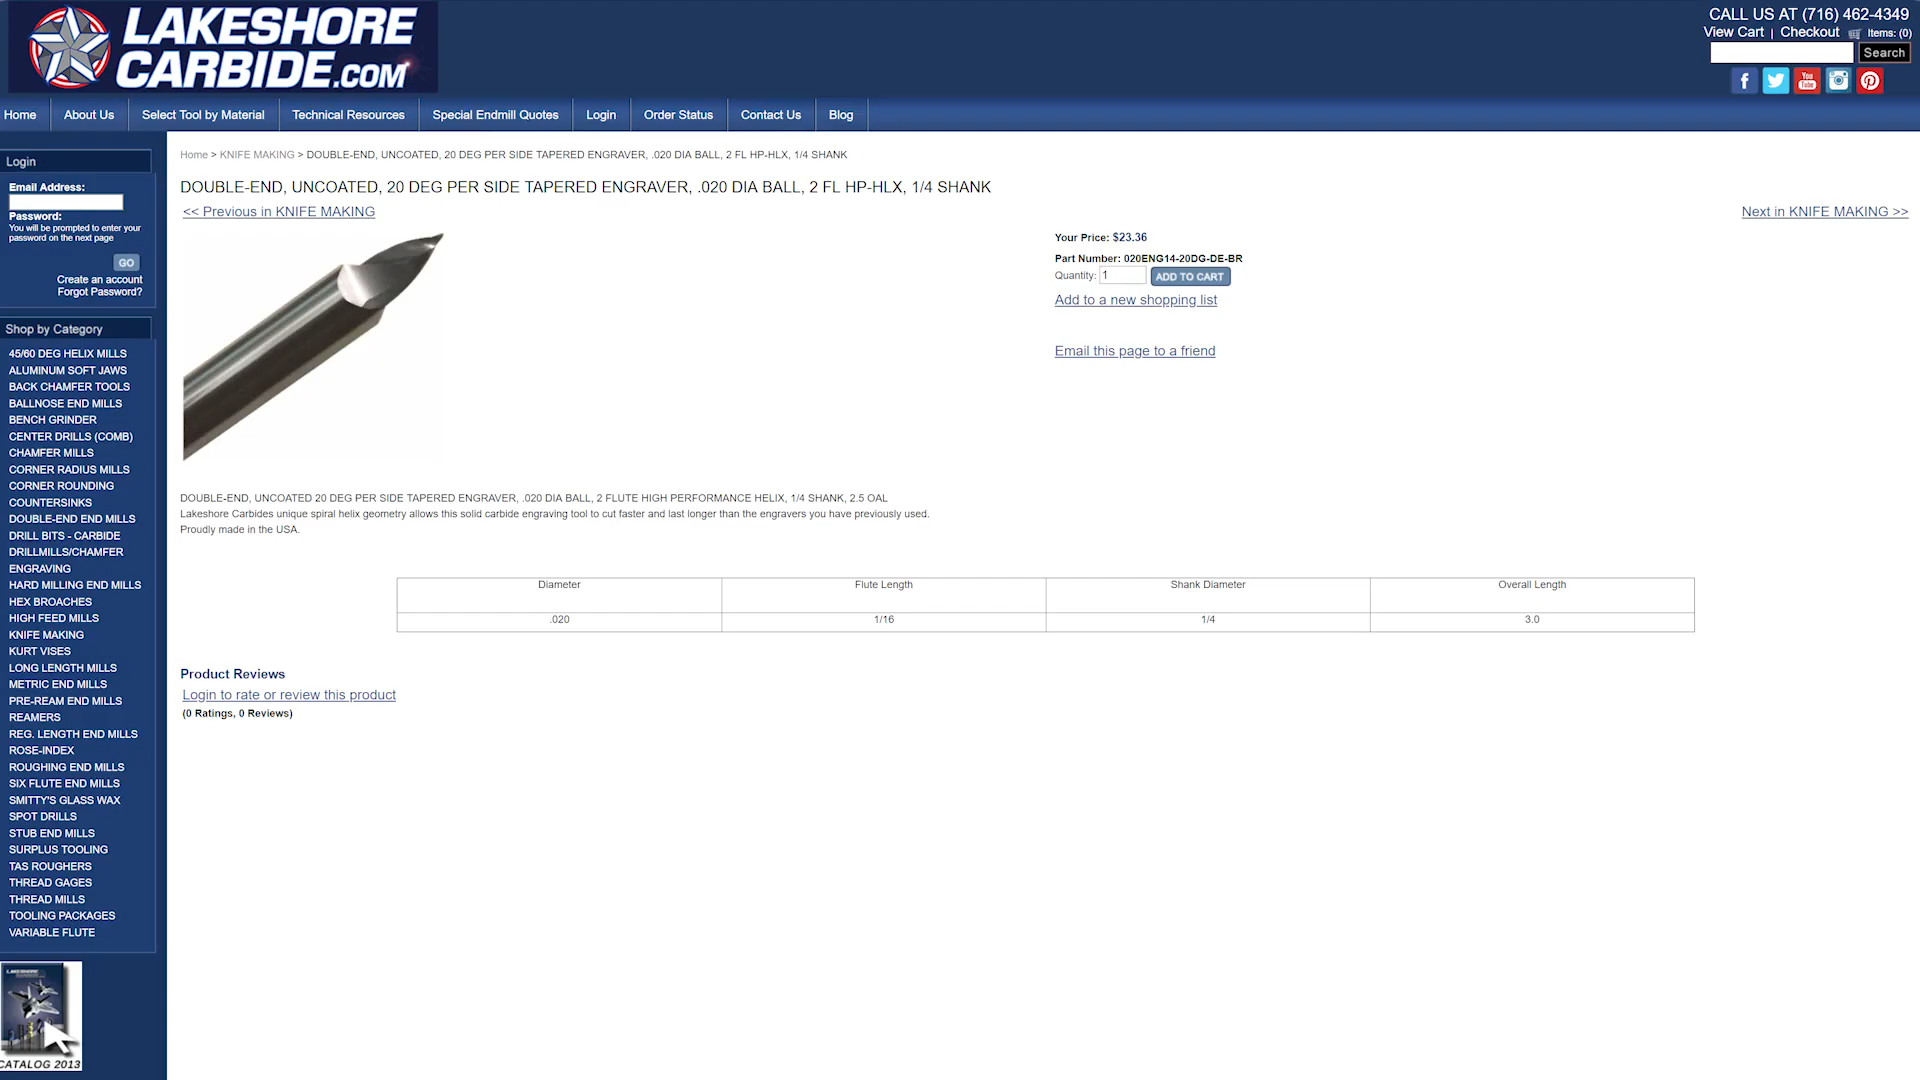 LAKESHORE
CARBIDE.COM
CALL US AT (716) 462-4349
View Cart | Checkout Items: (0)
Search
Home
About Us
Select Tool by Material
Technical Resources
Special Endmill Quotes
Login
Order Status
Contact Us
Blog
Login
Email Address:
Password:
You will be prompted to enter your
password on the next page
GO
Create an account
Forgot Password?
Shop by Category
45/60 DEG HELIX MILLS
ALUMINUM SOFT JAWS
BACK CHAMFER TOOLS
BALLNOSE END MILLS
BENCH GRINDER
CENTER DRILLS (COMB)
CHAMFER MILLS
CORNER RADIUS MILLS
CORNER ROUNDING
COUNTERSINKS
DOUBLE-END END MILLS
DRILL BITS - CARBIDE
DRILLMILLS/CHAMFER
ENGRAVING
HARD MILLING END MILLS
HEX BROACHES
HIGH FEED MILLS
KNIFE MAKING
KURT VISES
LONG LENGTH MILLS
METRIC END MILLS
PRE-REAM END MILLS
REAMERS
REG. LENGTH END MILLS
ROSE-INDEX
ROUGHING END MILLS
SIX FLUTE END MILLS
SMITTY'S GLASS WAX
SPOT DRILLS
STUB END MILLS
SURPLUS TOOLING
TAS ROUGHERS
THREAD GAGES
THREAD MILLS
TOOLING PACKAGES
VARIABLE FLUTE
CATALOG 2013
Home > KNIFE MAKING > DOUBLE-END, UNCOATED, 20 DEG PER SIDE TAPERED ENGRAVER, .020 DIA BALL, 2 FL HP-HLX, 1/4 SHANK
DOUBLE-END, UNCOATED, 20 DEG PER SIDE TAPERED ENGRAVER, .020 DIA BALL, 2 FL HP-HLX, 1/4 SHANK
<< Previous in KNIFE MAKING
Next in KNIFE MAKING >>
Your Price: $23.36
Part Number: 020ENG14-20DG-DE-BR
Quantity: 1 ADD TO CART
Add to a new shopping list
Email this page to a friend
DOUBLE-END, UNCOATED 20 DEG PER SIDE TAPERED ENGRAVER, .020 DIA BALL, 2 FLUTE HIGH PERFORMANCE HELIX, 1/4 SHANK, 2.5 OAL
Lakeshore Carbides unique spiral helix geometry allows this solid carbide engraving tool to cut faster and last longer than the engravers you have previously used.
Proudly made in the USA.
Diameter Flute Length Shank Diameter Overall Length
.020 1/16 1/4 3.0
Product Reviews
Login to rate or review this product
(0 Ratings, 0 Reviews)